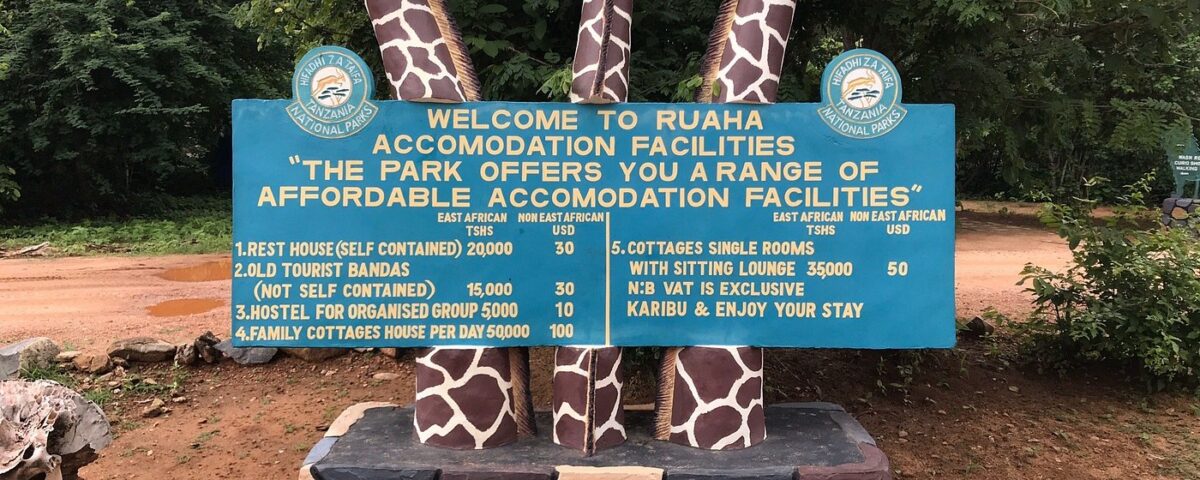 HIFADHI ZA TAIFA
TANZANIA
NATIONAL PARKS
HIFADHI ZA TAIFA
TANZANIA
NATIONAL PARKS
WELCOME TO RUAHA
ACCOMODATION FACILITIES
"THE PARK OFFERS YOU A RANGE OF
AFFORDABLE ACCOMODATION FACILITIES"
EAST AFRICAN NON EAST AFRICAN
TSHS USD
1. REST HOUSE (SELF CONTAINED) 20,000 30
2. OLD TOURIST BANDAS
(NOT SELF CONTAINED) 15,000 30
3. HOSTEL FOR ORGANISED GROUP 5,000 10
4. FAMILY COTTAGES HOUSE PER DAY 50,000 100
EAST AFRICAN NON EAST AFRICAN
TSHS USD
5. COTTAGES SINGLE ROOMS
WITH SITTING LOUNGE 35,000 50
N:B VAT IS EXCLUSIVE
KARIBU & ENJOY YOUR STAY
WALKING